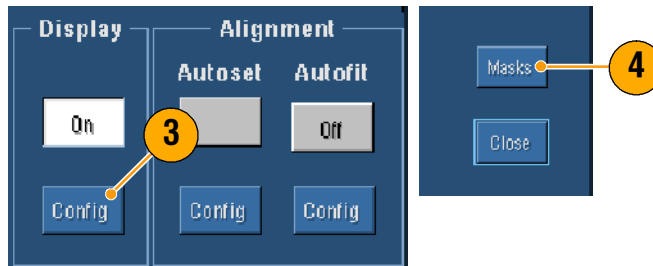 Display
Alignment
Autoset
Autofit
On
3
Off
Config
Config
Config
Masks
4
Close